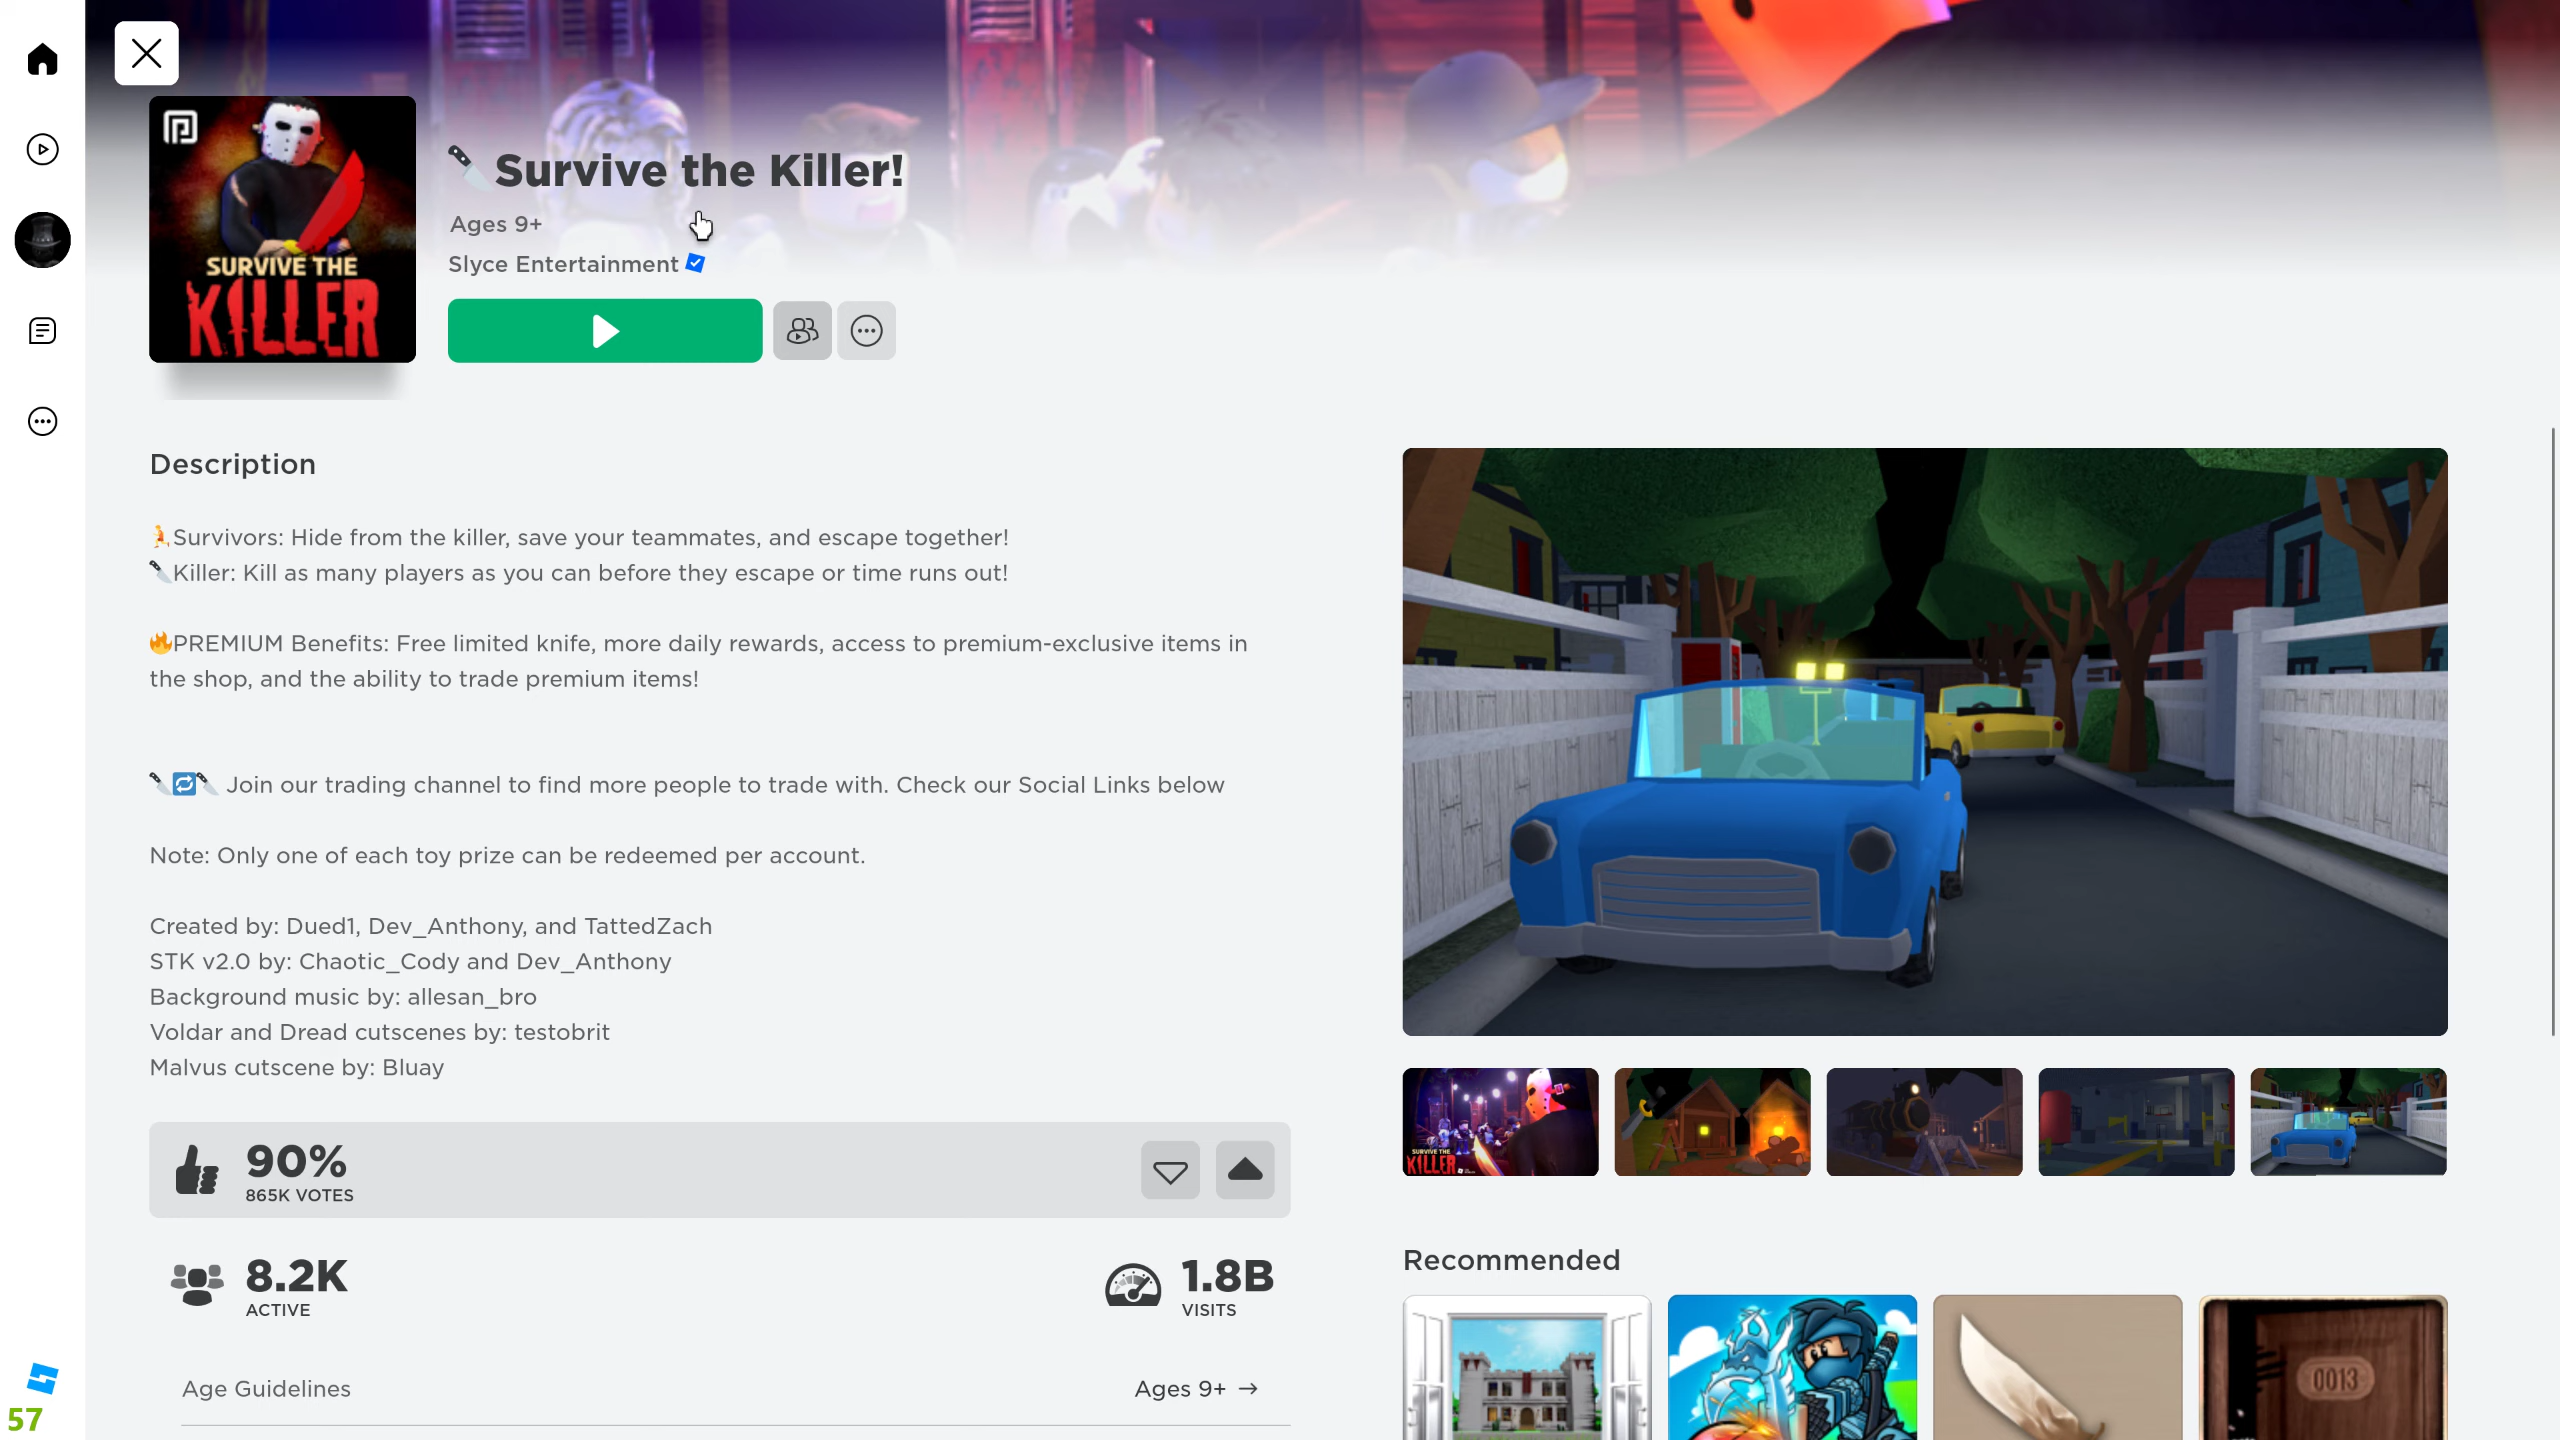 Survive the Killer!
Ages 9+
Slyce Entertainment
SURVIVE THE
KILLER
Description
Survivors: Hide from the killer, save your teammates, and escape together!
Killer: Kill as many players as you can before they escape or time runs out!
PREMIUM Benefits: Free limited knife, more daily rewards, access to premium-exclusive items in
the shop, and the ability to trade premium items!
Join our trading channel to find more people to trade with. Check our Social Links below
Note: Only one of each toy prize can be redeemed per account.
Created by: Dued1, Dev_Anthony, and TattedZach
STK v2.0 by: Chaotic_Cody and Dev_Anthony
Background music by: allesan_bro
Voldar and Dread cutscenes by: testobrit
Malvus cutscene by: Bluay
90%
865K VOTES
8.2K
ACTIVE
1.8B
VISITS
Age Guidelines
Ages 9+ →
SURVIVE THE
KILLER
Recommended
0013
57